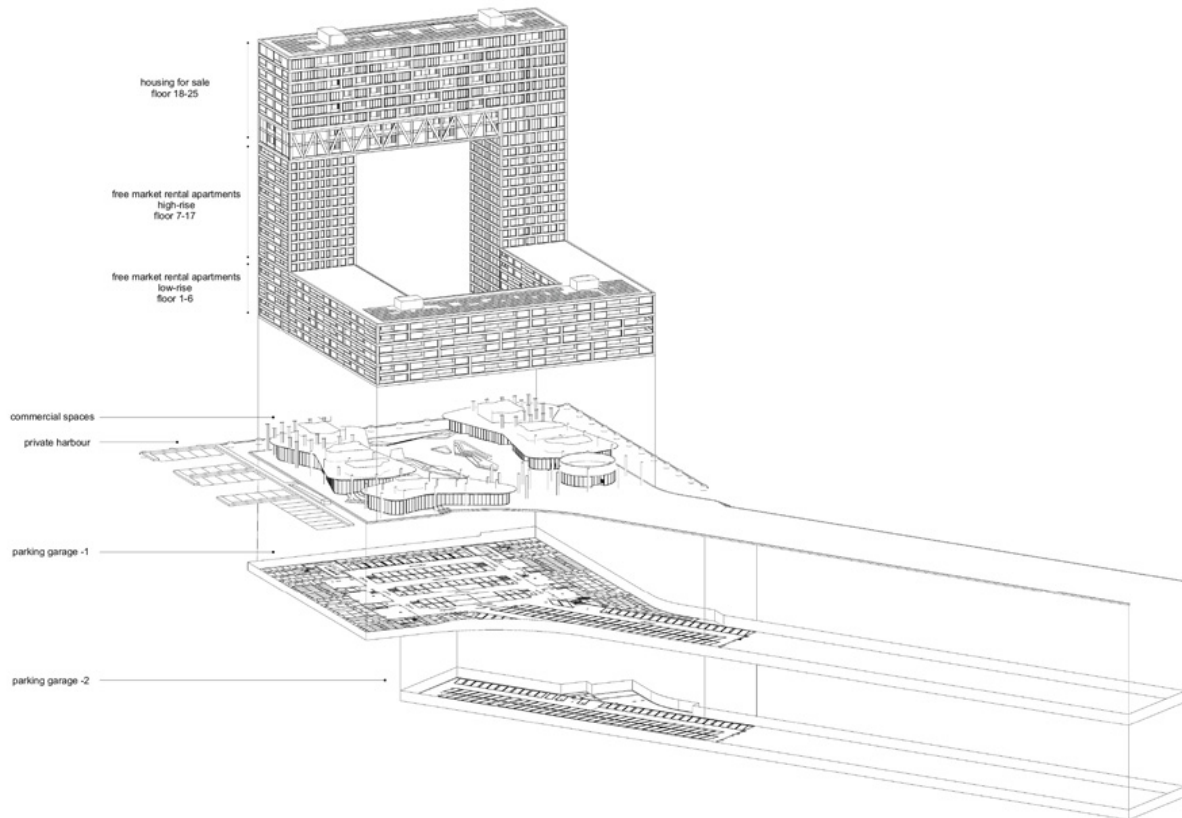 housing for sale
floor 18-25
free market rental apartments
high-rise
floor 7-17
free market rental apartments
low-rise
floor 1-6
commercial spaces
private harbour
parking garage -1
parking garage -2